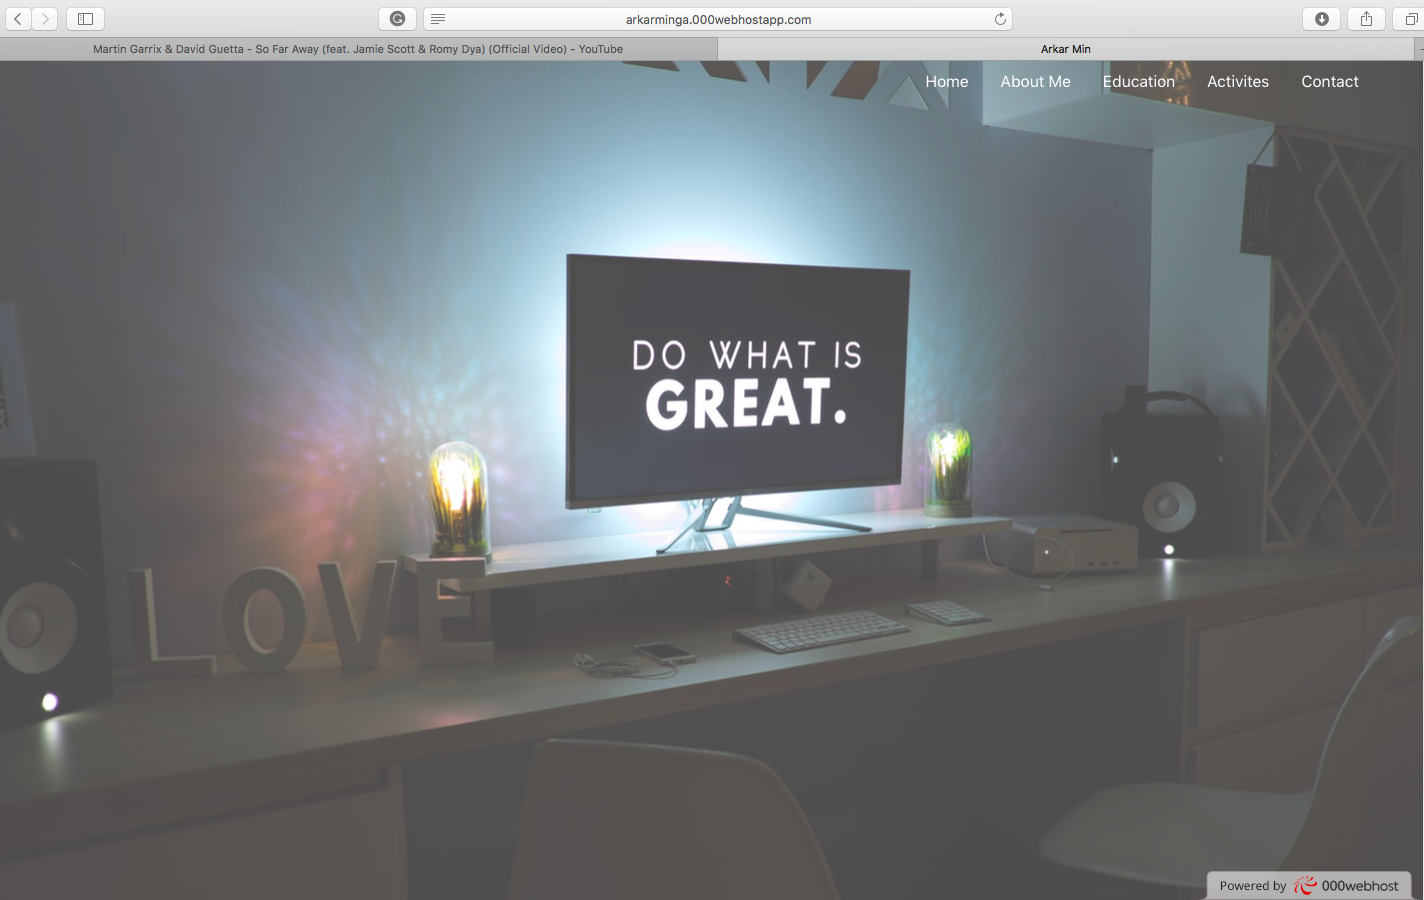 arkarminga.000webhostapp.com
Martin Garrix & David Guetta - So Far Away (feat. Jamie Scott & Romy Dya) (Official Video) - YouTube
Arkar Min
Home
About Me
Education
Activites
Contact
DO WHAT IS
GREAT.
LOVE
Powered by 000webhost